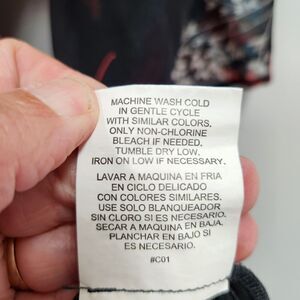 MACHINE WASH COLD
IN GENTLE CYCLE
WITH SIMILAR COLORS.
ONLY NON-CHLORINE
BLEACH IF NEEDED.
TUMBLE DRY LOW.
IRON ON LOW IF NECESSARY.
LAVAR A MAQUINA EN FRIA
EN CICLO DELICADO
CON COLORES SIMILARES.
USE SOLO BLANQUEADOR
SIN CLORO SI ES NECESARIO.
SECAR A MAQUINA EN BAJO.
PLANCHAR EN BAJO SI
ES NECESARIO.
#C01